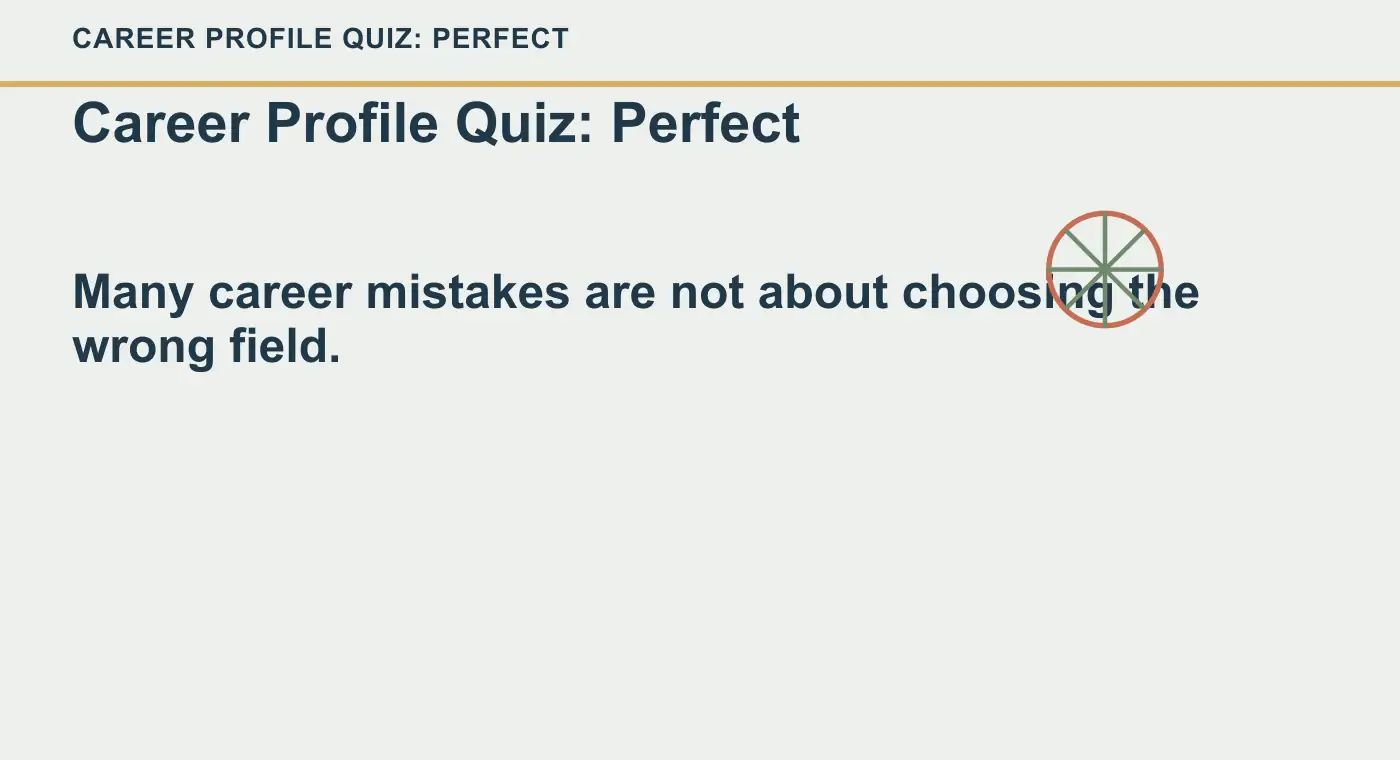 CAREER PROFILE QUIZ: PERFECT
Career Profile Quiz: Perfect
Many career mistakes are not about choosing the
wrong field.